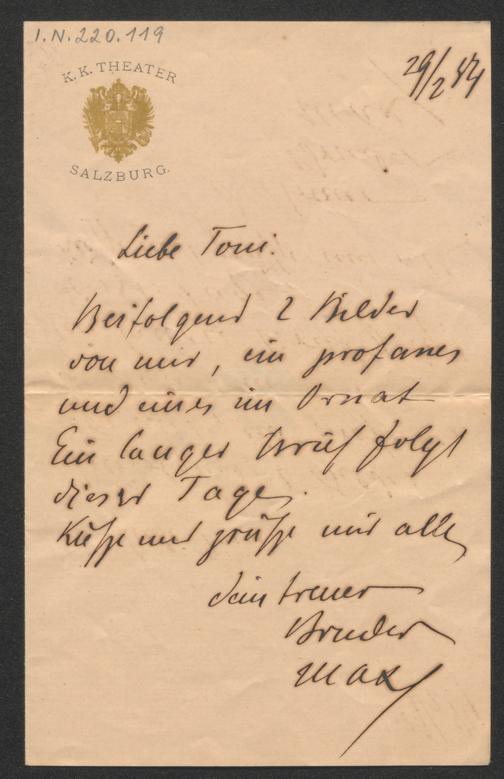 I.N. 220.119
K.K. THEATER
SALZBURG.
29/2 84
Liebe Toni.
Beifolgend 2 Bilder
von mir, ein profanes
und eines im Ornat
Ein langer Brief folgt
dieser Tage.
Küsse und grüße mir alle
Dein treuer
Bruder
Max